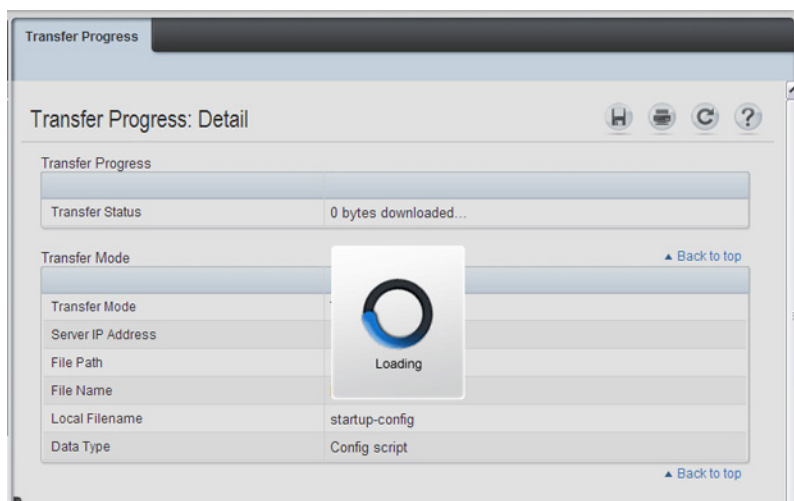 Transfer Progress
Transfer Progress: Detail
Transfer Progress
Transfer Status 0 bytes downloaded...
Transfer Mode ▲ Back to top
Transfer Mode
Server IP Address
File Path
Loading
File Name
Local Filename startup-config
Data Type Config script
▲ Back to top